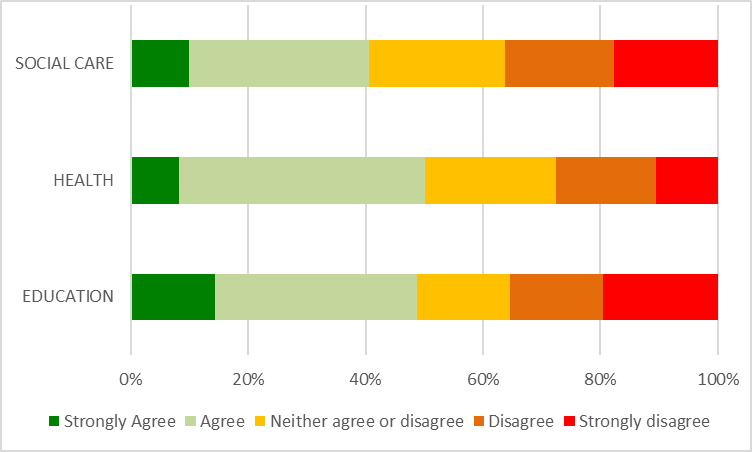 SOCIAL CARE
HEALTH
EDUCATION
0% 20% 40% 60% 80% 100%
Strongly Agree Agree Neither agree or disagree Disagree Strongly disagree